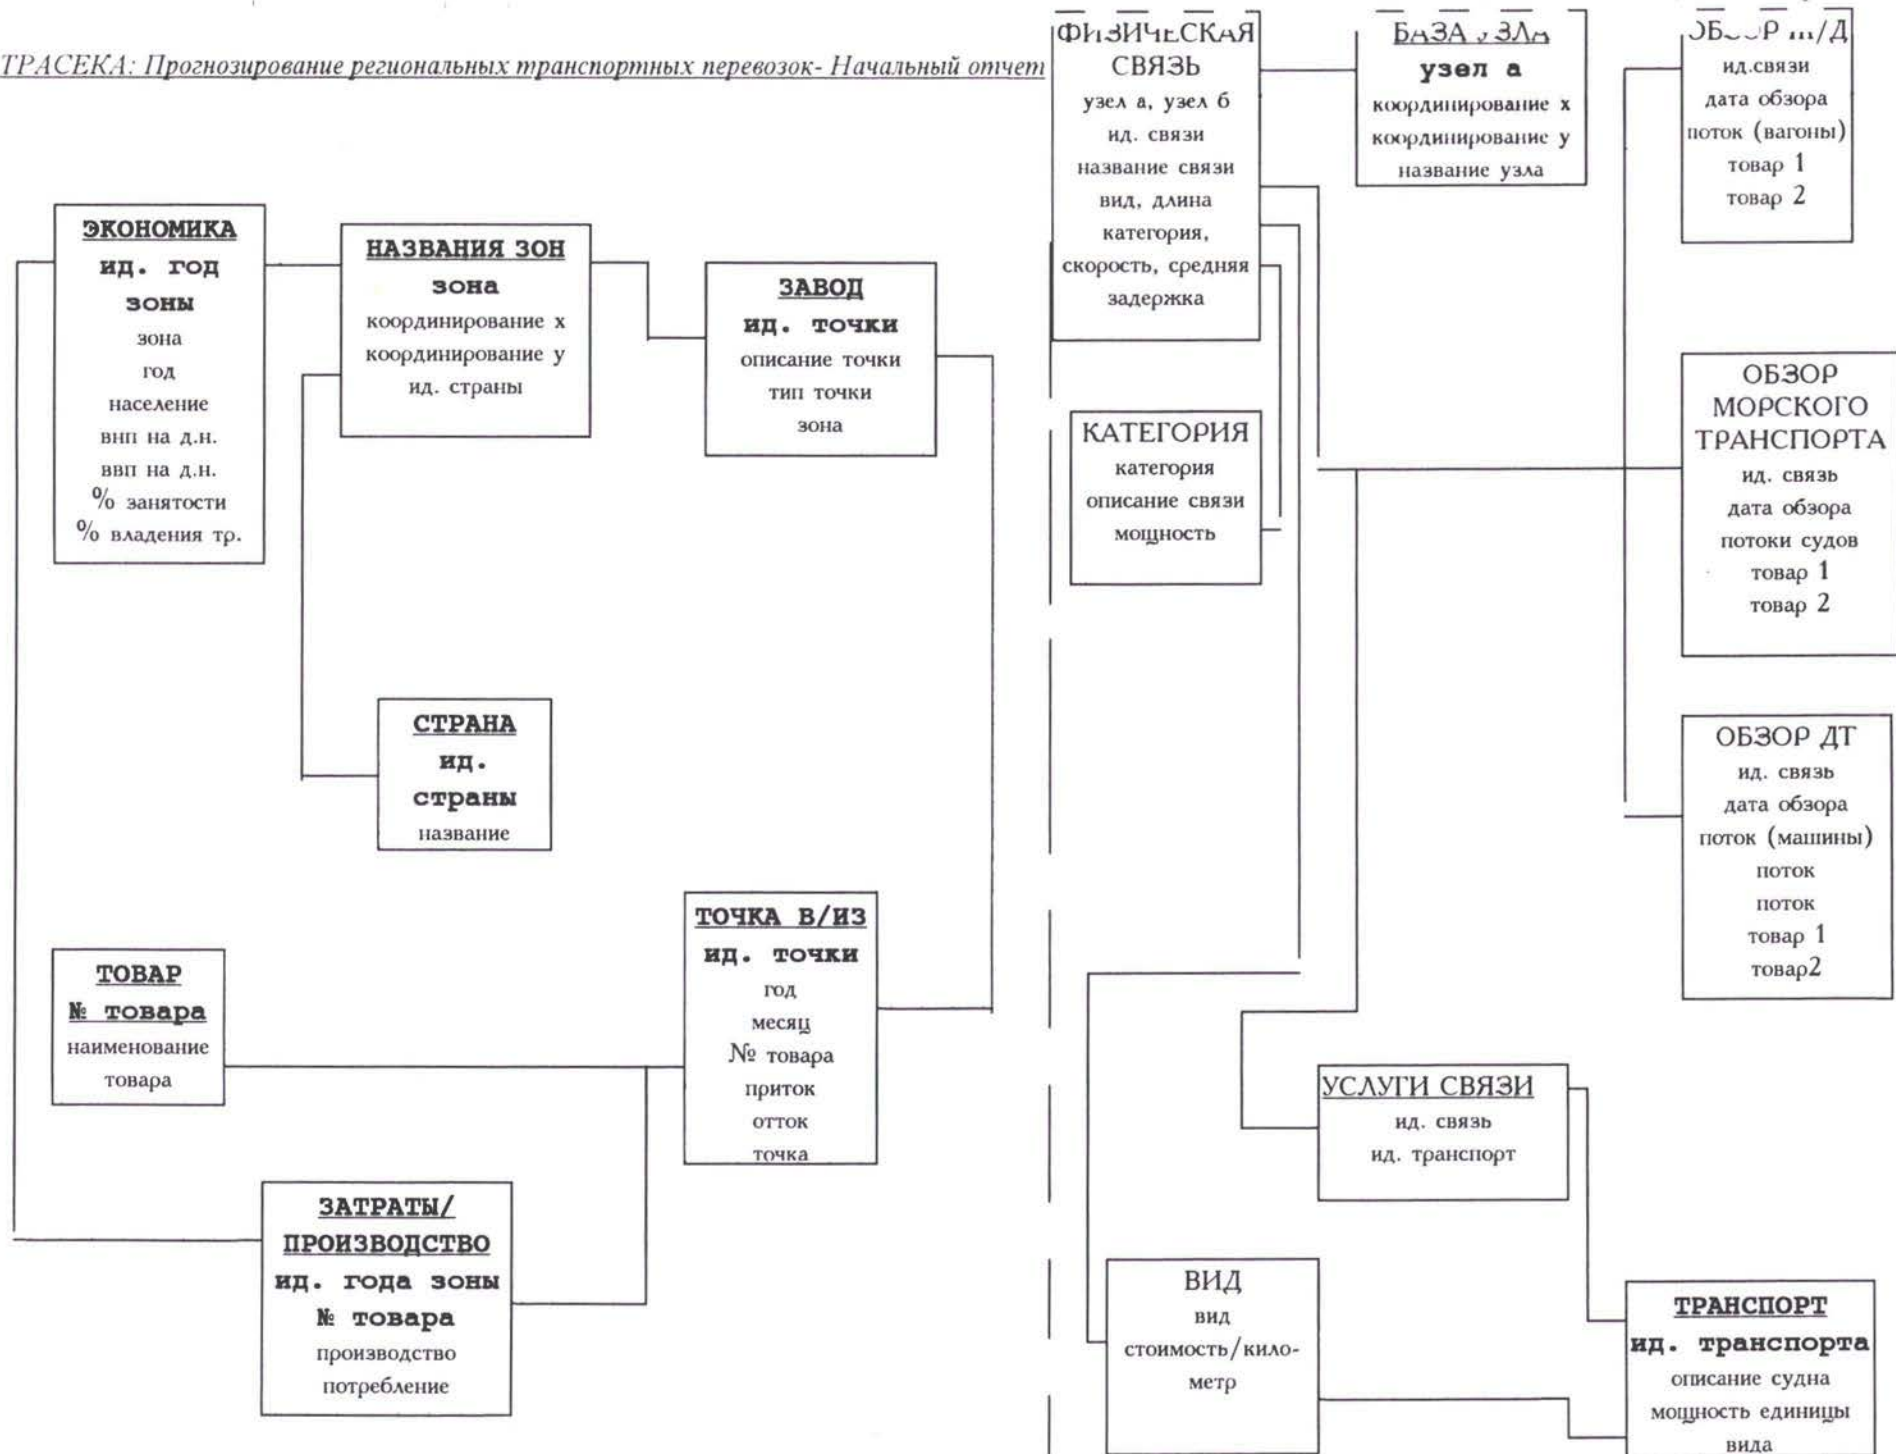 ТРАСЕКА: Прогнозирование региональных транспортных перевозок- Начальный отчет
ЭКОНОМИКА
ид. год
зоны
зона
год
население
внп на д.н.
ввп на д.н.
% занятости
% владения тр.
НАЗВАНИЯ ЗОН
зона
координирование х
координирование у
ид. страны
ЗАВОД
ид. точки
описание точки
тип точки
зона
СТРАНА
ид.
страны
название
ТОВАР
№ товара
наименование
товара
ТОЧКА В/ИЗ
ид. точки
год
месяц
№ товара
приток
отток
точка
ЗАТРАТЫ/
ПРОИЗВОДСТВО
ид. года зоны
№ товара
производство
потребление
ФИЗИЧЕСКАЯ
СВЯЗЬ
узел а, узел б
ид. связи
название связи
вид, длина
категория,
скорость, средняя
задержка
БАЗА
узел а
координирование х
координирование у
название узла
ид.связи
дата обзора
поток (вагоны)
товар 1
товар 2
КАТЕГОРИЯ
категория
описание связи
мощность
ОБЗОР
МОРСКОГО
ТРАНСПОРТА
ид. связь
дата обзора
потоки судов
товар 1
товар 2
ОБЗОР ДТ
ид. связь
дата обзора
поток (машины)
поток
поток
товар 1
товар2
УСЛУГИ СВЯЗИ
ид. связь
ид. транспорт
ВИД
вид
стоимость/кило-
метр
ТРАНСПОРТ
ид. транспорта
описание судна
мощность единицы
вида